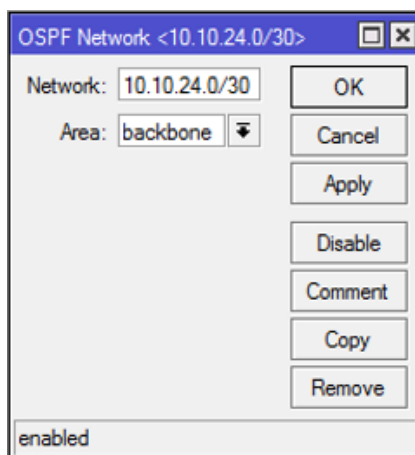 OSPF Network <10.10.24.0/30>
Network: 10.10.24.0/30
Area: backbone
OK
Cancel
Apply
Disable
Comment
Copy
Remove
enabled